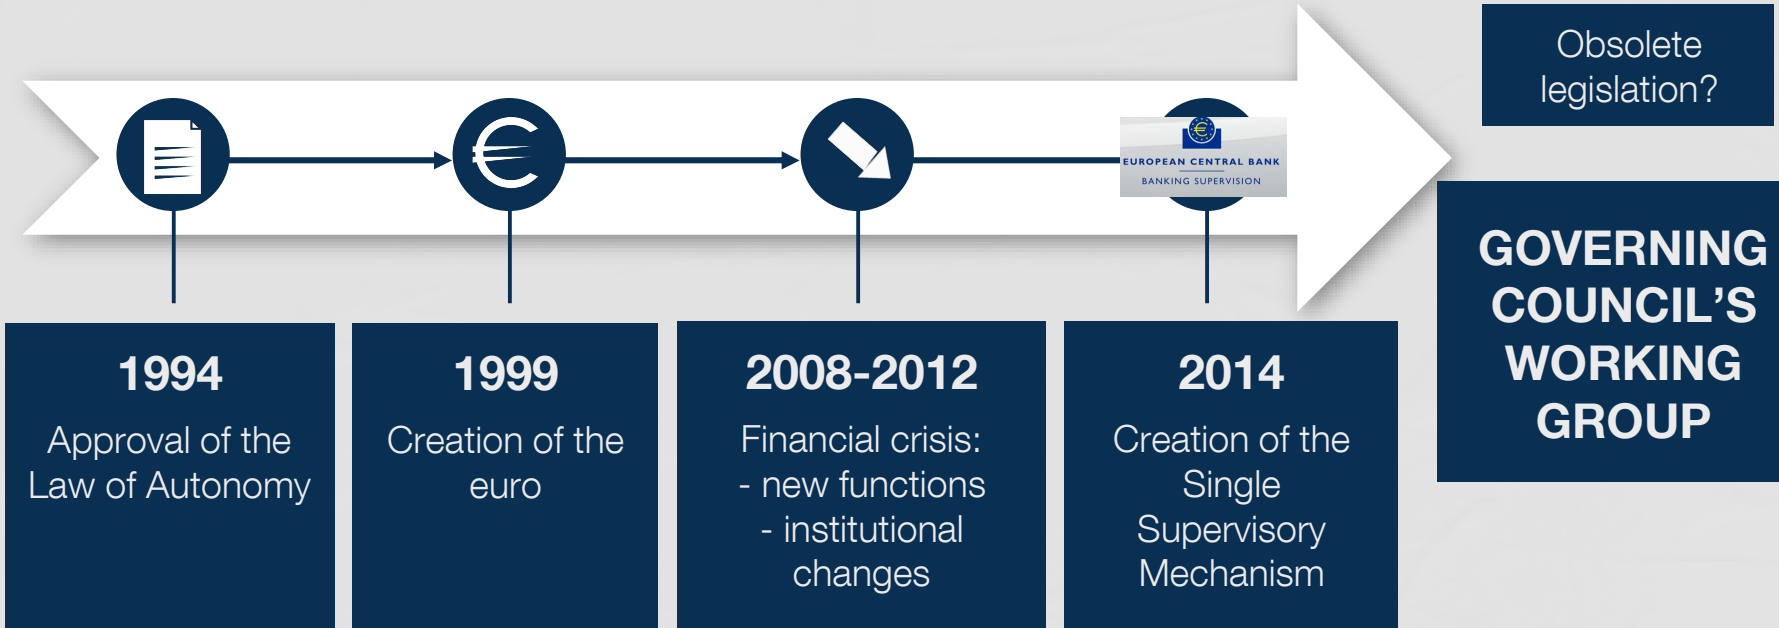 Obsolete
legislation?
EUROPEAN CENTRAL BANK
BANKING SUPERVISION
GOVERNING
COUNCIL’S
WORKING
GROUP
1994
Approval of the
Law of Autonomy
1999
Creation of the
euro
2008-2012
Financial crisis:
- new functions
- institutional
changes
2014
Creation of the
Single
Supervisory
Mechanism